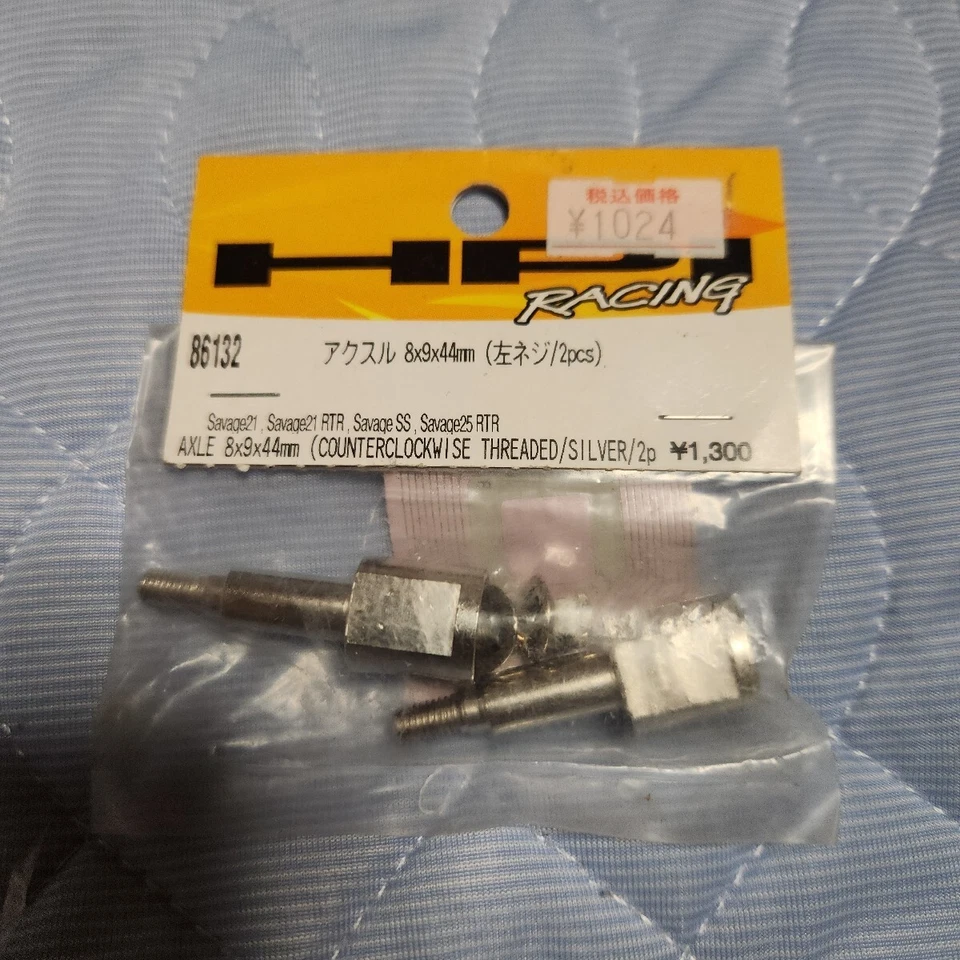 税込価格
¥1024
HPI
RACING
86132
アクスル 8x9x44mm (左ネジ/2pcs)
Savage21 , Savage21 RTR , Savage SS , Savage25 RTR
AXLE 8x9x44mm (COUNTERCLOCKWISE THREADED/SILVER/2p ¥1,300